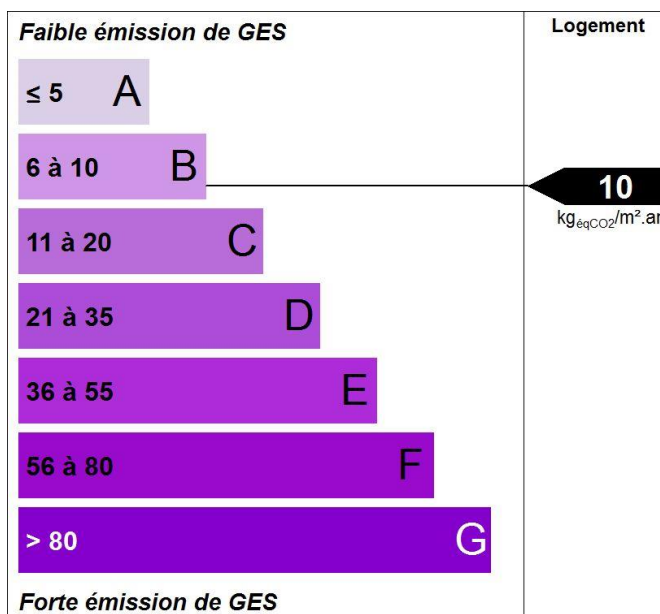 Faible émission de GES
Logement
≤ 5 A
6 à 10 B
10
kgéqCO2/m².an
11 à 20 C
21 à 35 D
36 à 55 E
56 à 80 F
> 80 G
Forte émission de GES